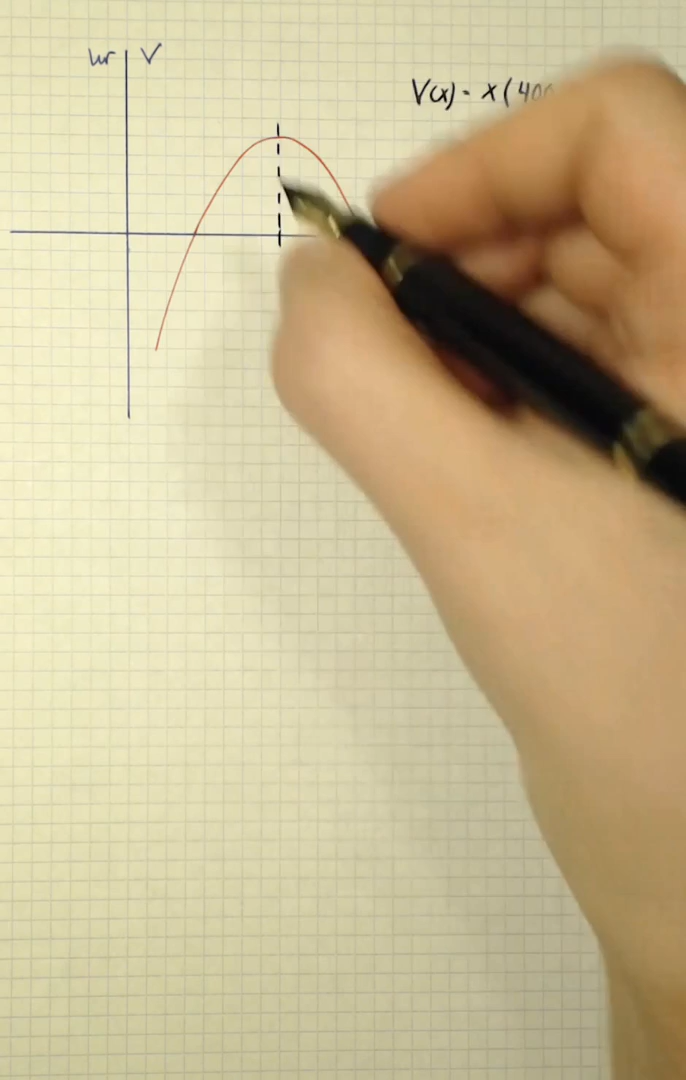 kr V
V(x) = x(400